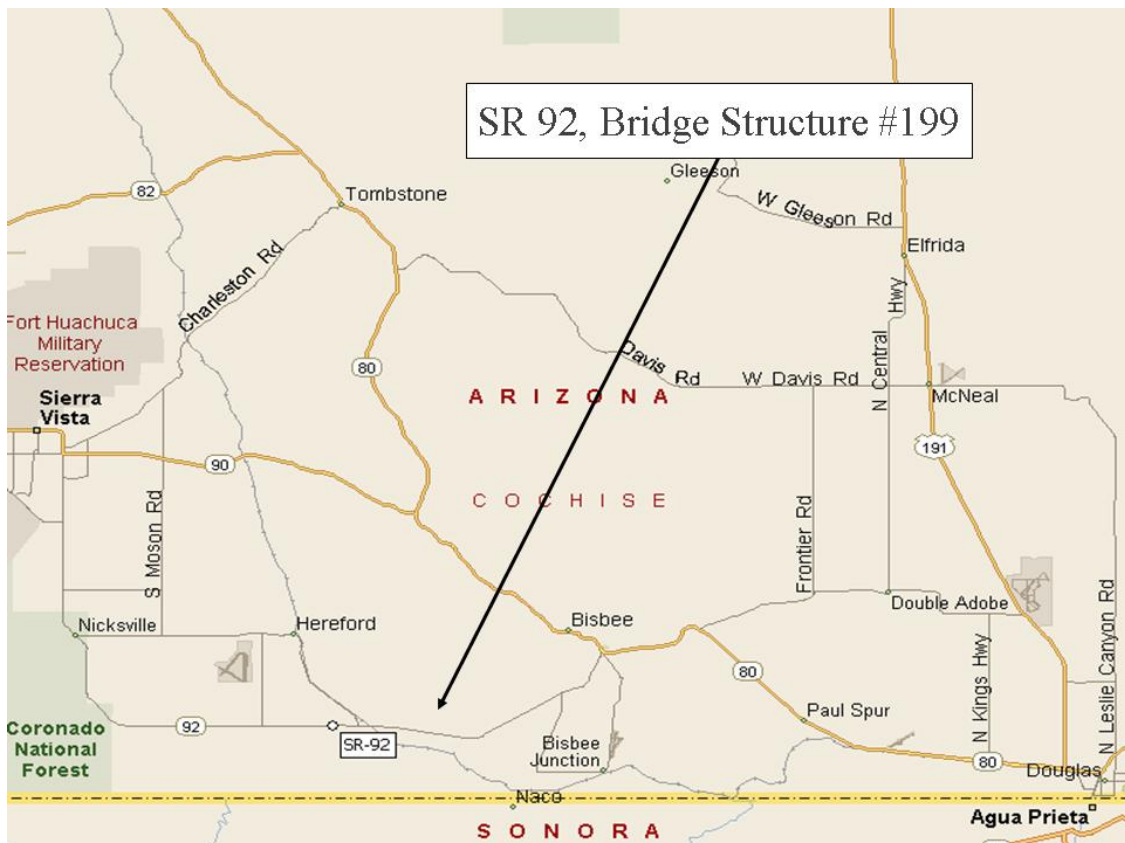 SR 92, Bridge Structure #199
Gleeson
W Gleeson Rd
82
Tombstone
Elfrida
Charleston Rd
N Central Hwy
Fort Huachuca
Military
Reservation
80
Davis Rd
W Davis Rd
McNeal
Sierra
Vista
ARIZONA
191
90
COCHISE
S Moson Rd
Frontier Rd
Double Adobe
Nicksville
Hereford
Bisbee
N Kings Hwy
N Leslie Canyon Rd
80
Paul Spur
92
SR-92
Coronado
National
Forest
Bisbee
Junction
80
Douglas
Naco
Agua Prieta
SONORA